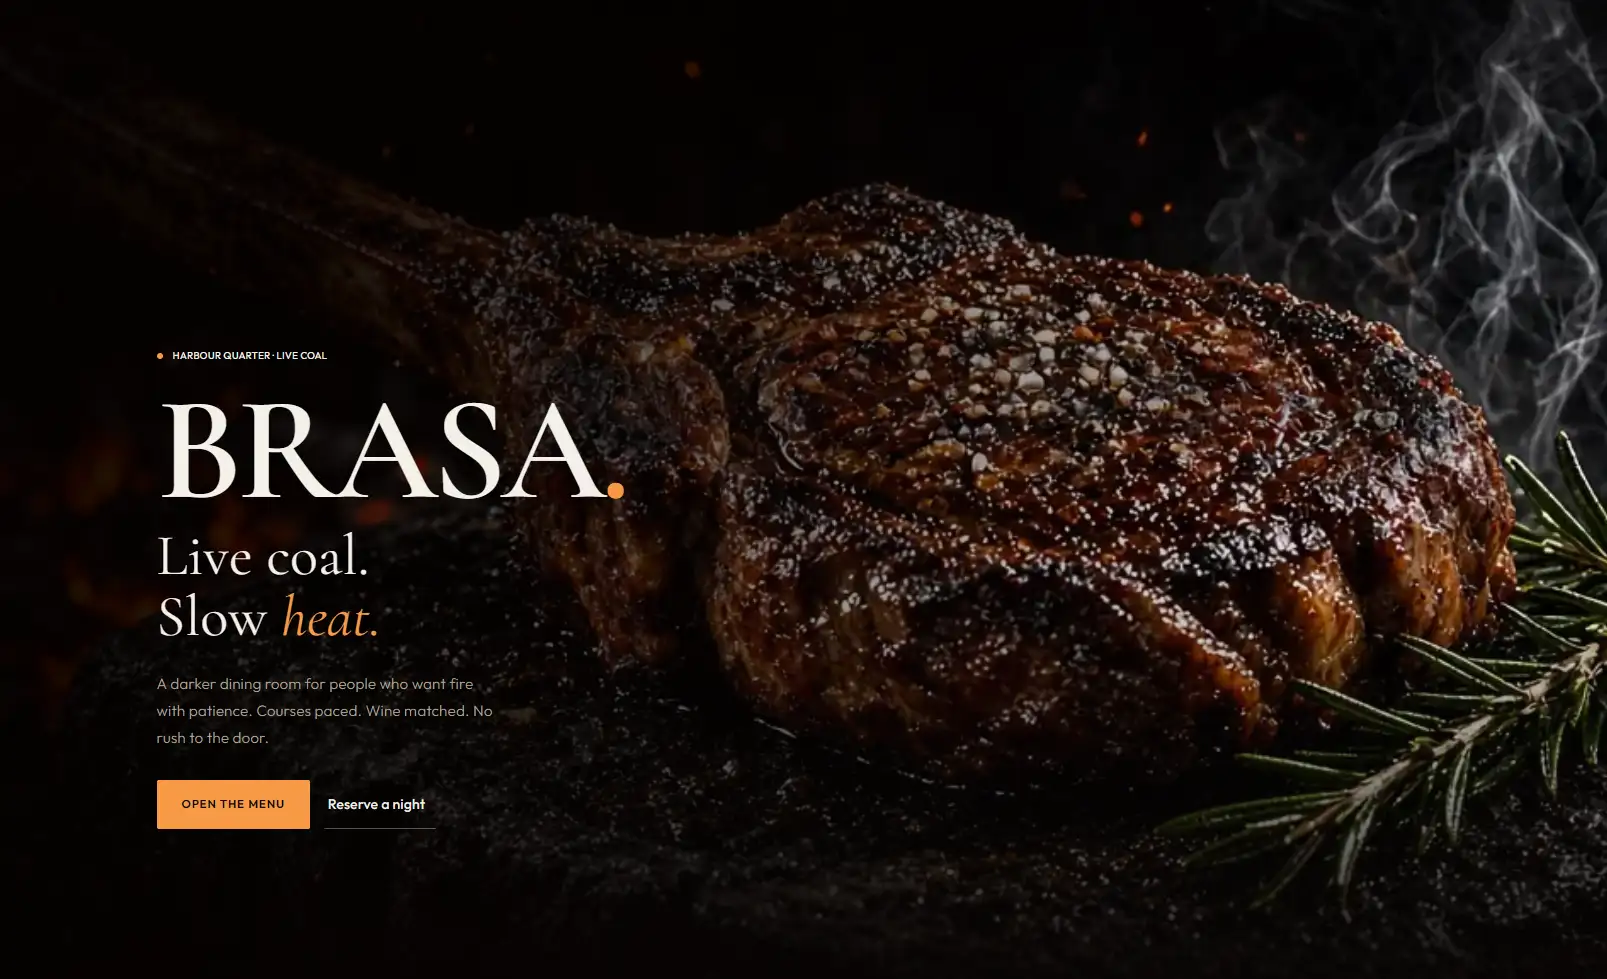 HARBOUR QUARTER · LIVE COAL
BRASA.
Live coal.
Slow heat.
A darker dining room for people who want fire
with patience. Courses paced. Wine matched. No
rush to the door.
OPEN THE MENU
Reserve a night